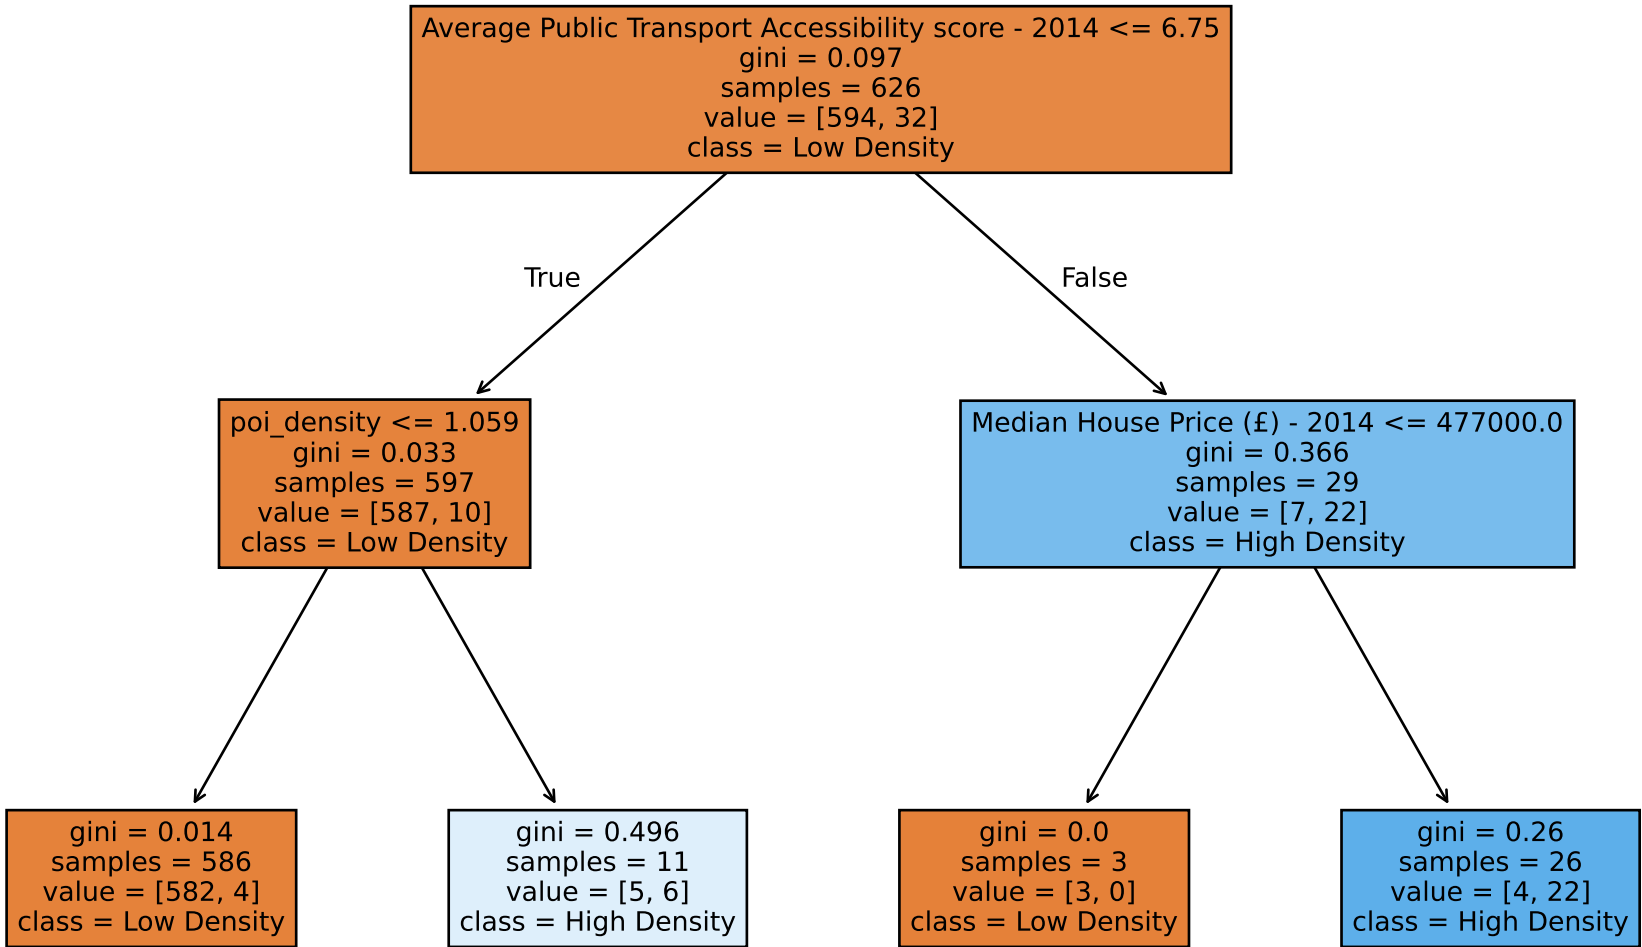 Average Public Transport Accessibility score - 2014 <= 6.75
gini = 0.097
samples = 626
value = [594, 32]
class = Low Density
True
False
poi_density <= 1.059
gini = 0.033
samples = 597
value = [587, 10]
class = Low Density
Median House Price (£) - 2014 <= 477000.0
gini = 0.366
samples = 29
value = [7, 22]
class = High Density
gini = 0.014
samples = 586
value = [582, 4]
class = Low Density
gini = 0.496
samples = 11
value = [5, 6]
class = High Density
gini = 0.0
samples = 3
value = [3, 0]
class = Low Density
gini = 0.26
samples = 26
value = [4, 22]
class = High Density